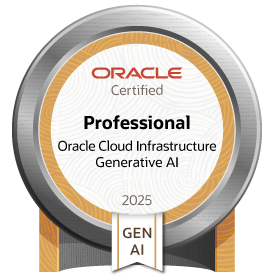 ORACLE
Certified
Professional
Oracle Cloud Infrastructure
Generative AI
2025
GEN
AI